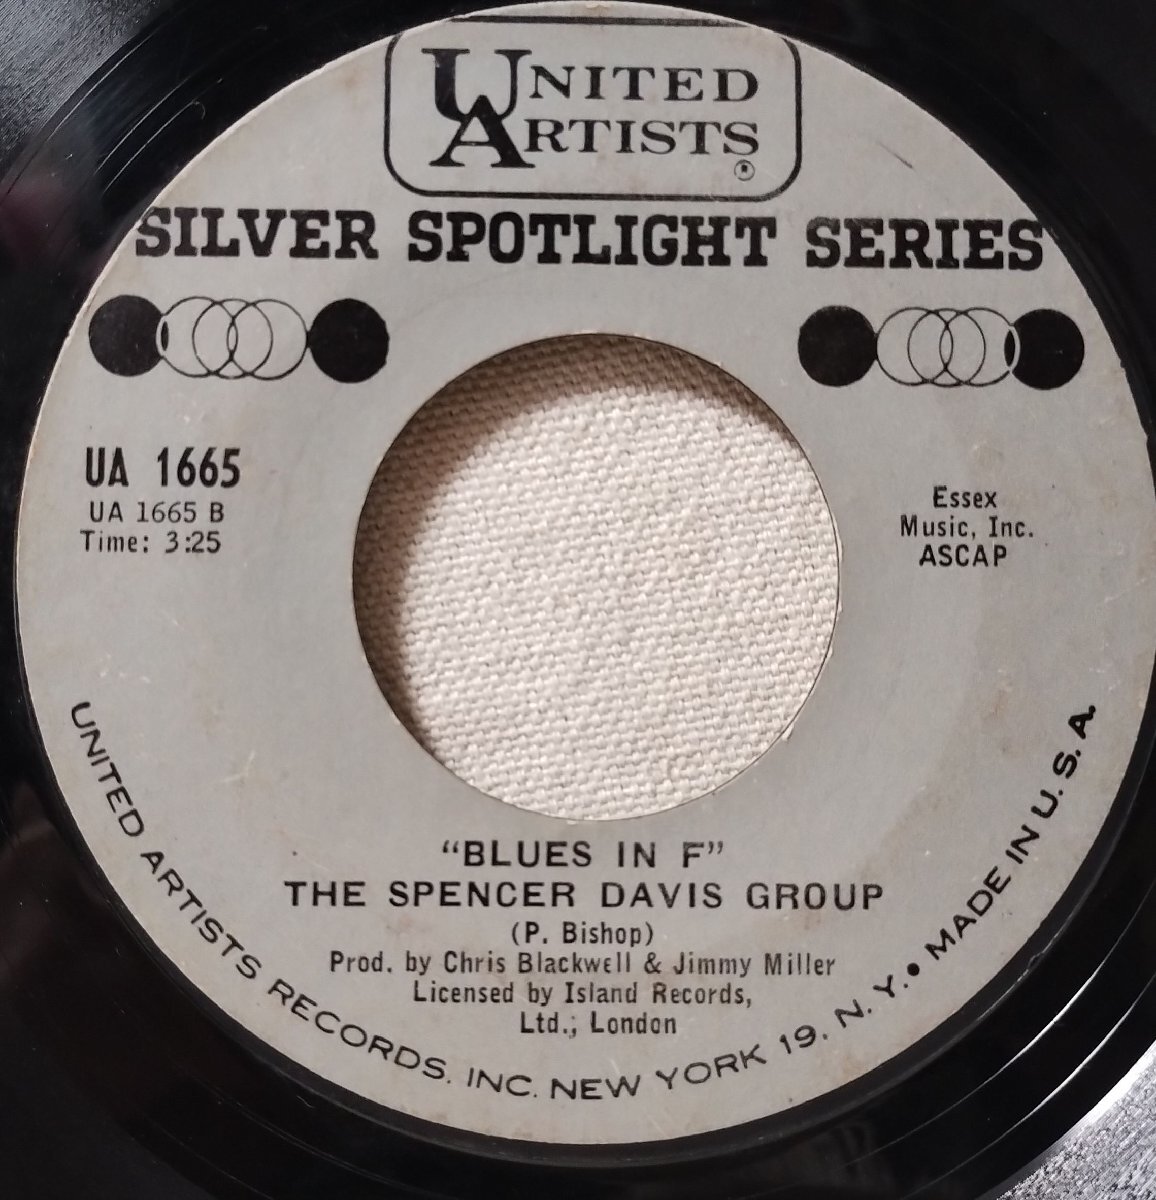 UNITED
ARTISTS
®
SILVER SPOTLIGHT SERIES
UA 1665
UA 1665 B
Time: 3:25
Essex
Music, Inc.
ASCAP
"BLUES IN F"
THE SPENCER DAVIS GROUP
(P. Bishop)
Prod. by Chris Blackwell & Jimmy Miller
Licensed by Island Records,
Ltd.; London
UNITED ARTISTS RECORDS. INC. NEW YORK 19. N. Y. • MADE IN U. S. A.